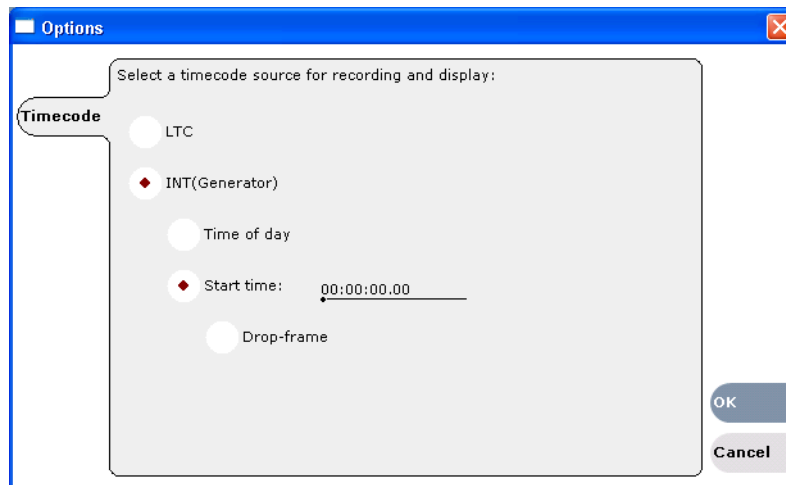 Options
Select a timecode source for recording and display:
Timecode
LTC
INT(Generator)
Time of day
Start time: 00:00:00.00
Drop-frame
OK
Cancel